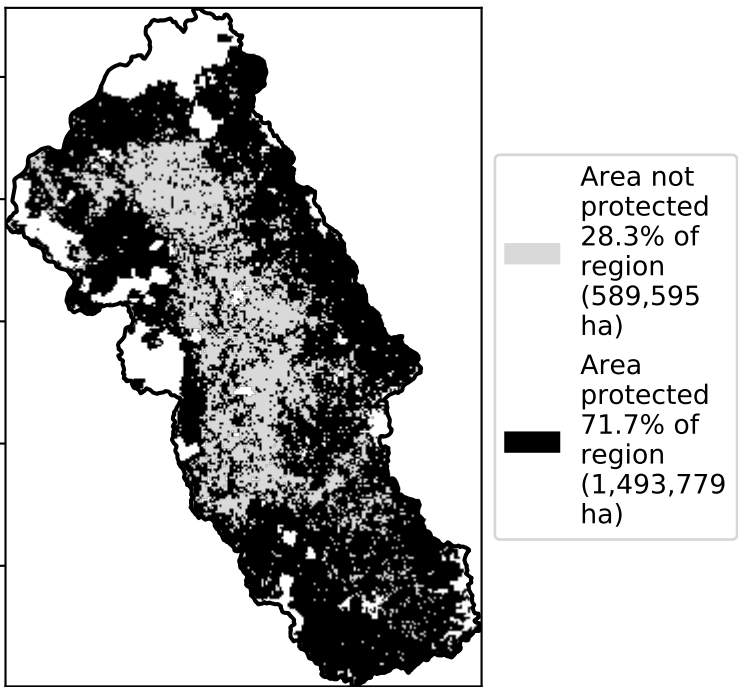 Area not
protected
28.3% of
region
(589,595
ha)
Area
protected
71.7% of
region
(1,493,779
ha)